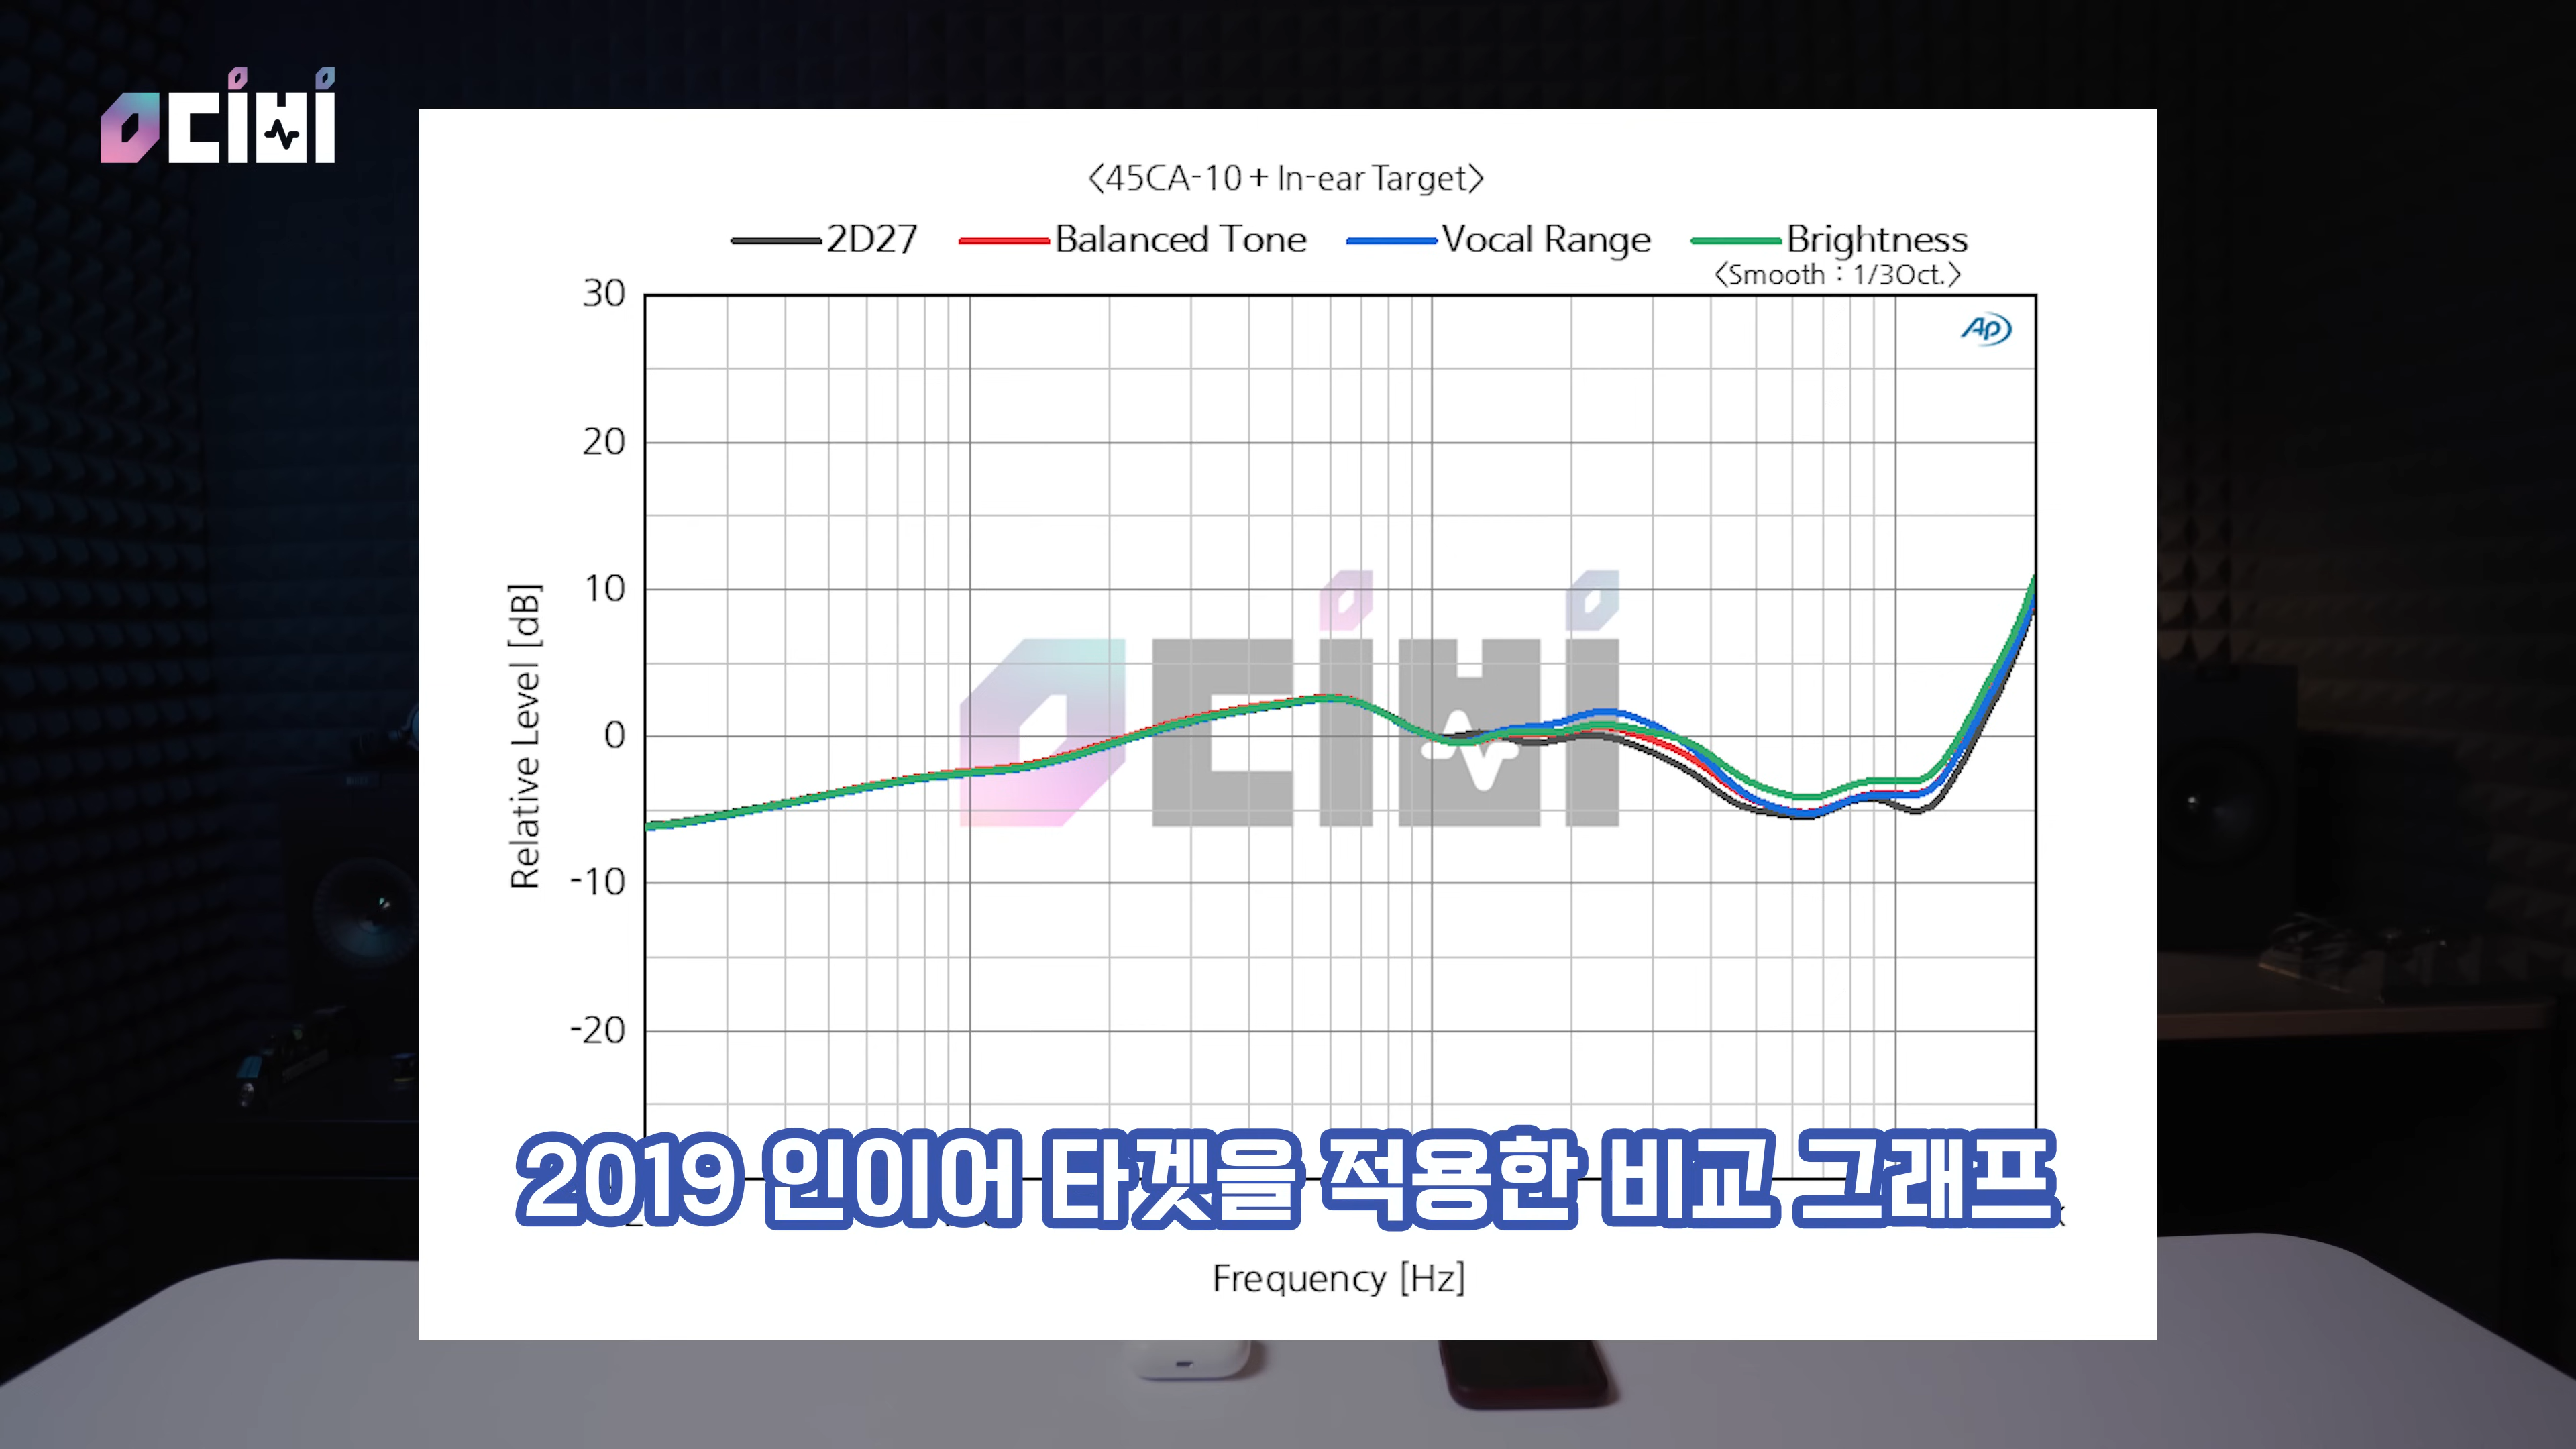 <45CA-10 + In-ear Target>
2D27 Balanced Tone Vocal Range Brightness
<Smooth : 1/3Oct.>
30
AP
20
10
0
-10
-20
Relative Level [dB]
2019 인이어 타겟을 적용한 비교 그래프
Frequency [Hz]